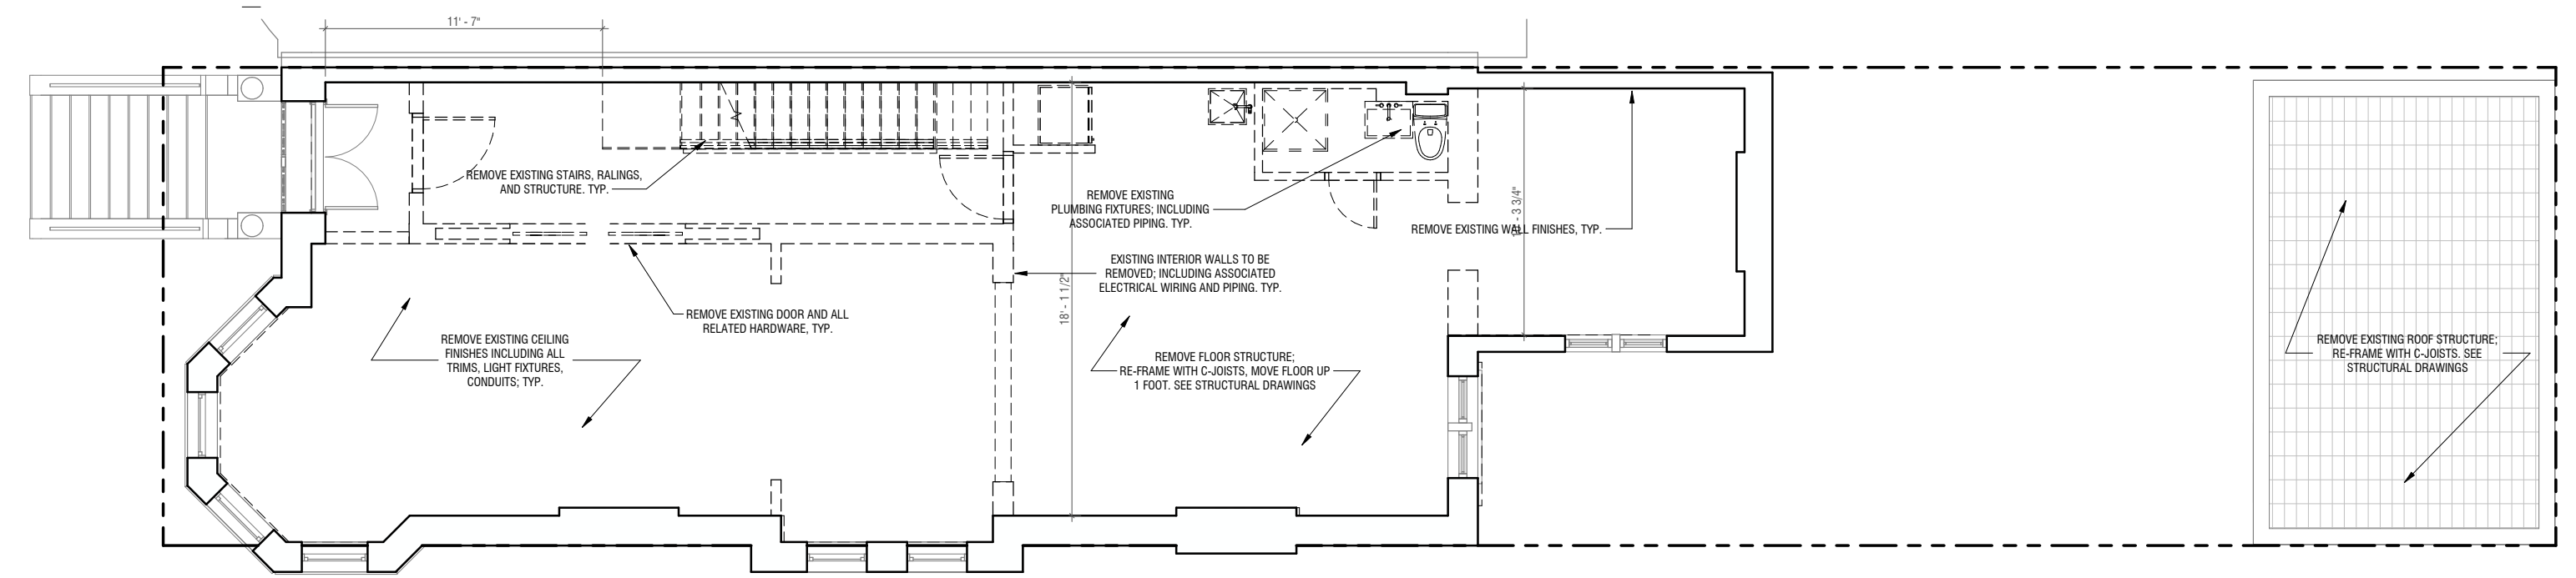 11' - 7"
REMOVE EXISTING STAIRS, RALINGS,
AND STRUCTURE. TYP.
REMOVE EXISTING
PLUMBING FIXTURES; INCLUDING
ASSOCIATED PIPING. TYP.
REMOVE EXISTING WALL FINISHES, TYP.
- 3 3/4"
EXISTING INTERIOR WALLS TO BE
REMOVED; INCLUDING ASSOCIATED
ELECTRICAL WIRING AND PIPING. TYP.
18' - 1 1/2"
REMOVE EXISTING DOOR AND ALL
RELATED HARDWARE, TYP.
REMOVE EXISTING CEILING
FINISHES INCLUDING ALL
TRIMS, LIGHT FIXTURES,
CONDUITS; TYP.
REMOVE FLOOR STRUCTURE;
RE-FRAME WITH C-JOISTS, MOVE FLOOR UP
1 FOOT. SEE STRUCTURAL DRAWINGS
REMOVE EXISTING ROOF STRUCTURE;
RE-FRAME WITH C-JOISTS. SEE
STRUCTURAL DRAWINGS